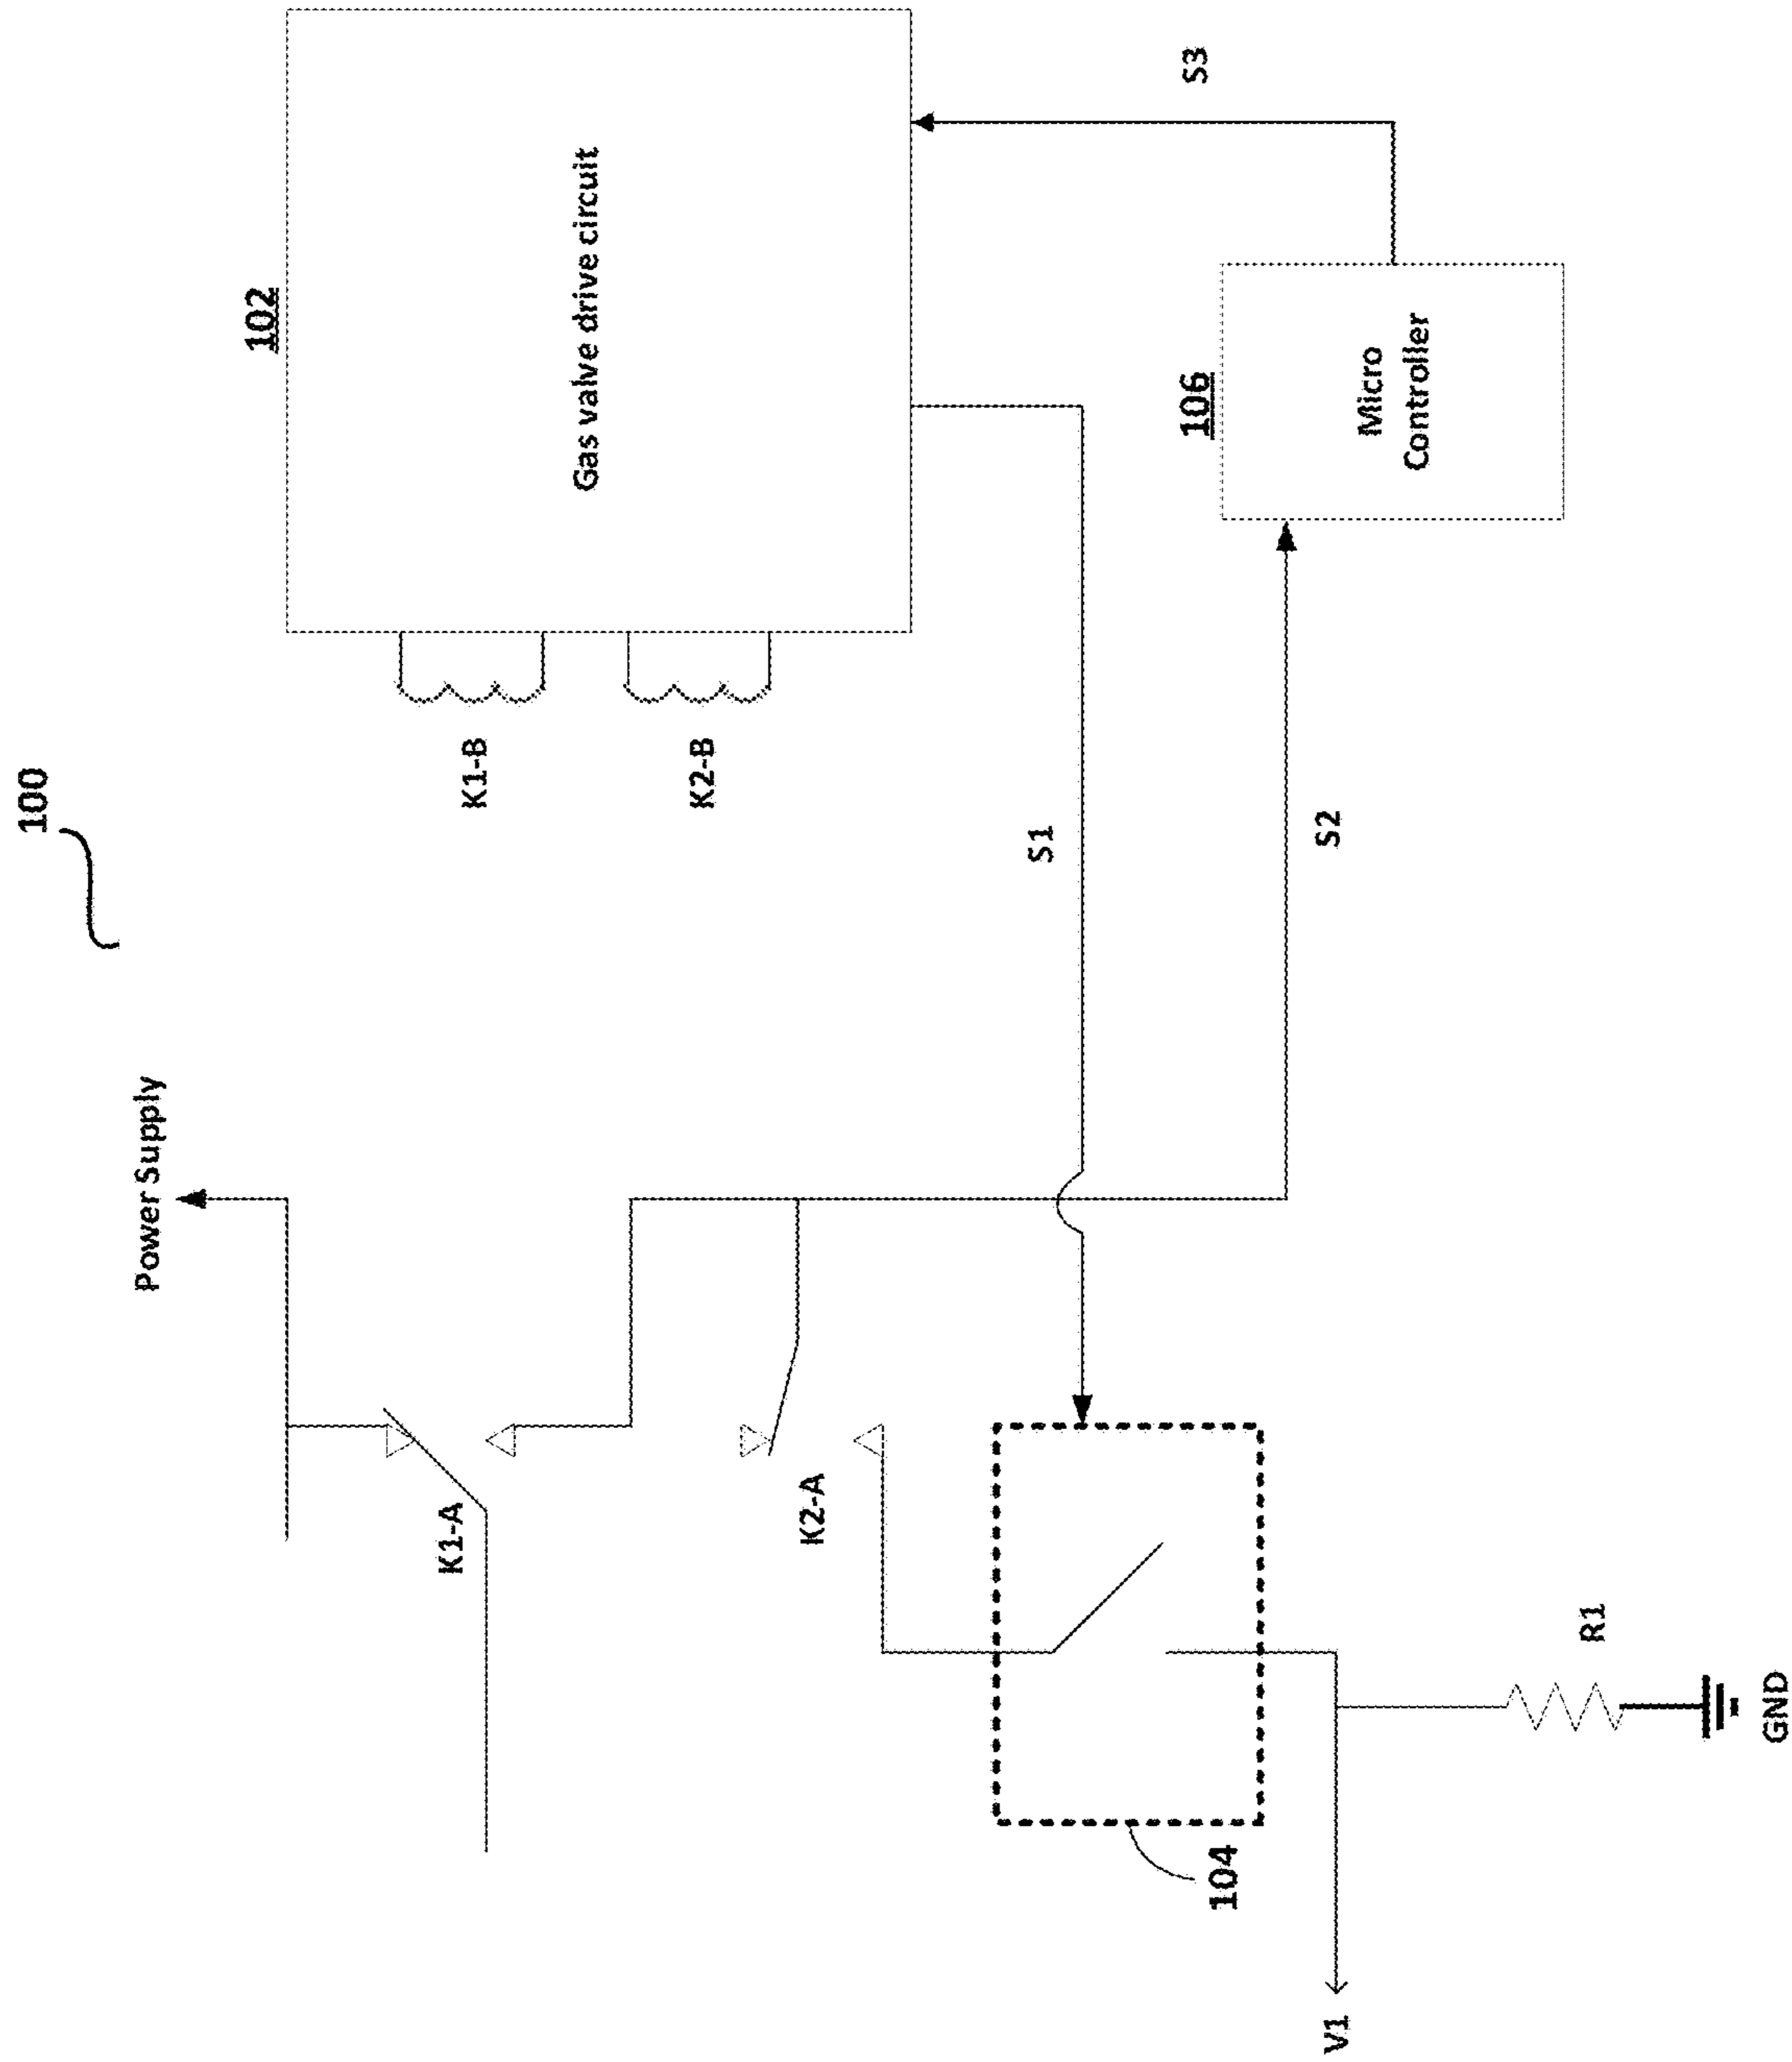 100
Power Supply
102
Gas valve drive circuit
K1-B
K2-B
K1-A
K2-A
S1
S2
S3
106
Micro
Controller
104
V1
R1
GND